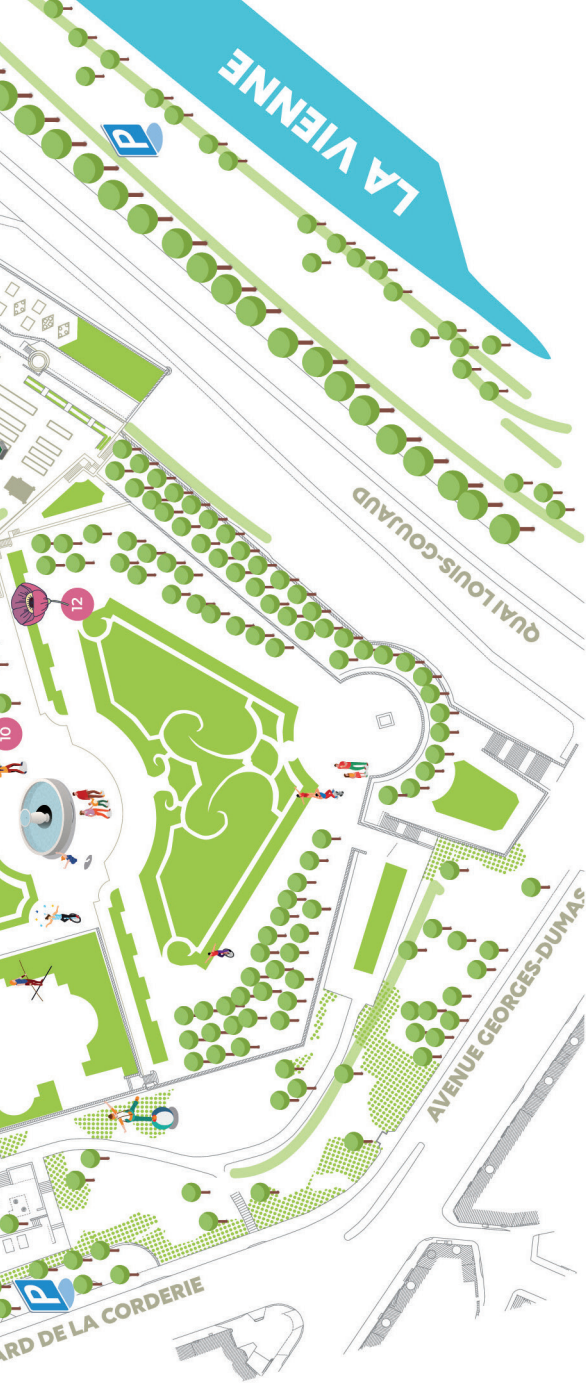 LA VIENNE
P
QUAI LOUIS-GOUJAUD
12
10
AVENUE GEORGES-DUMAS
P
ARD DE LA CORDERIE